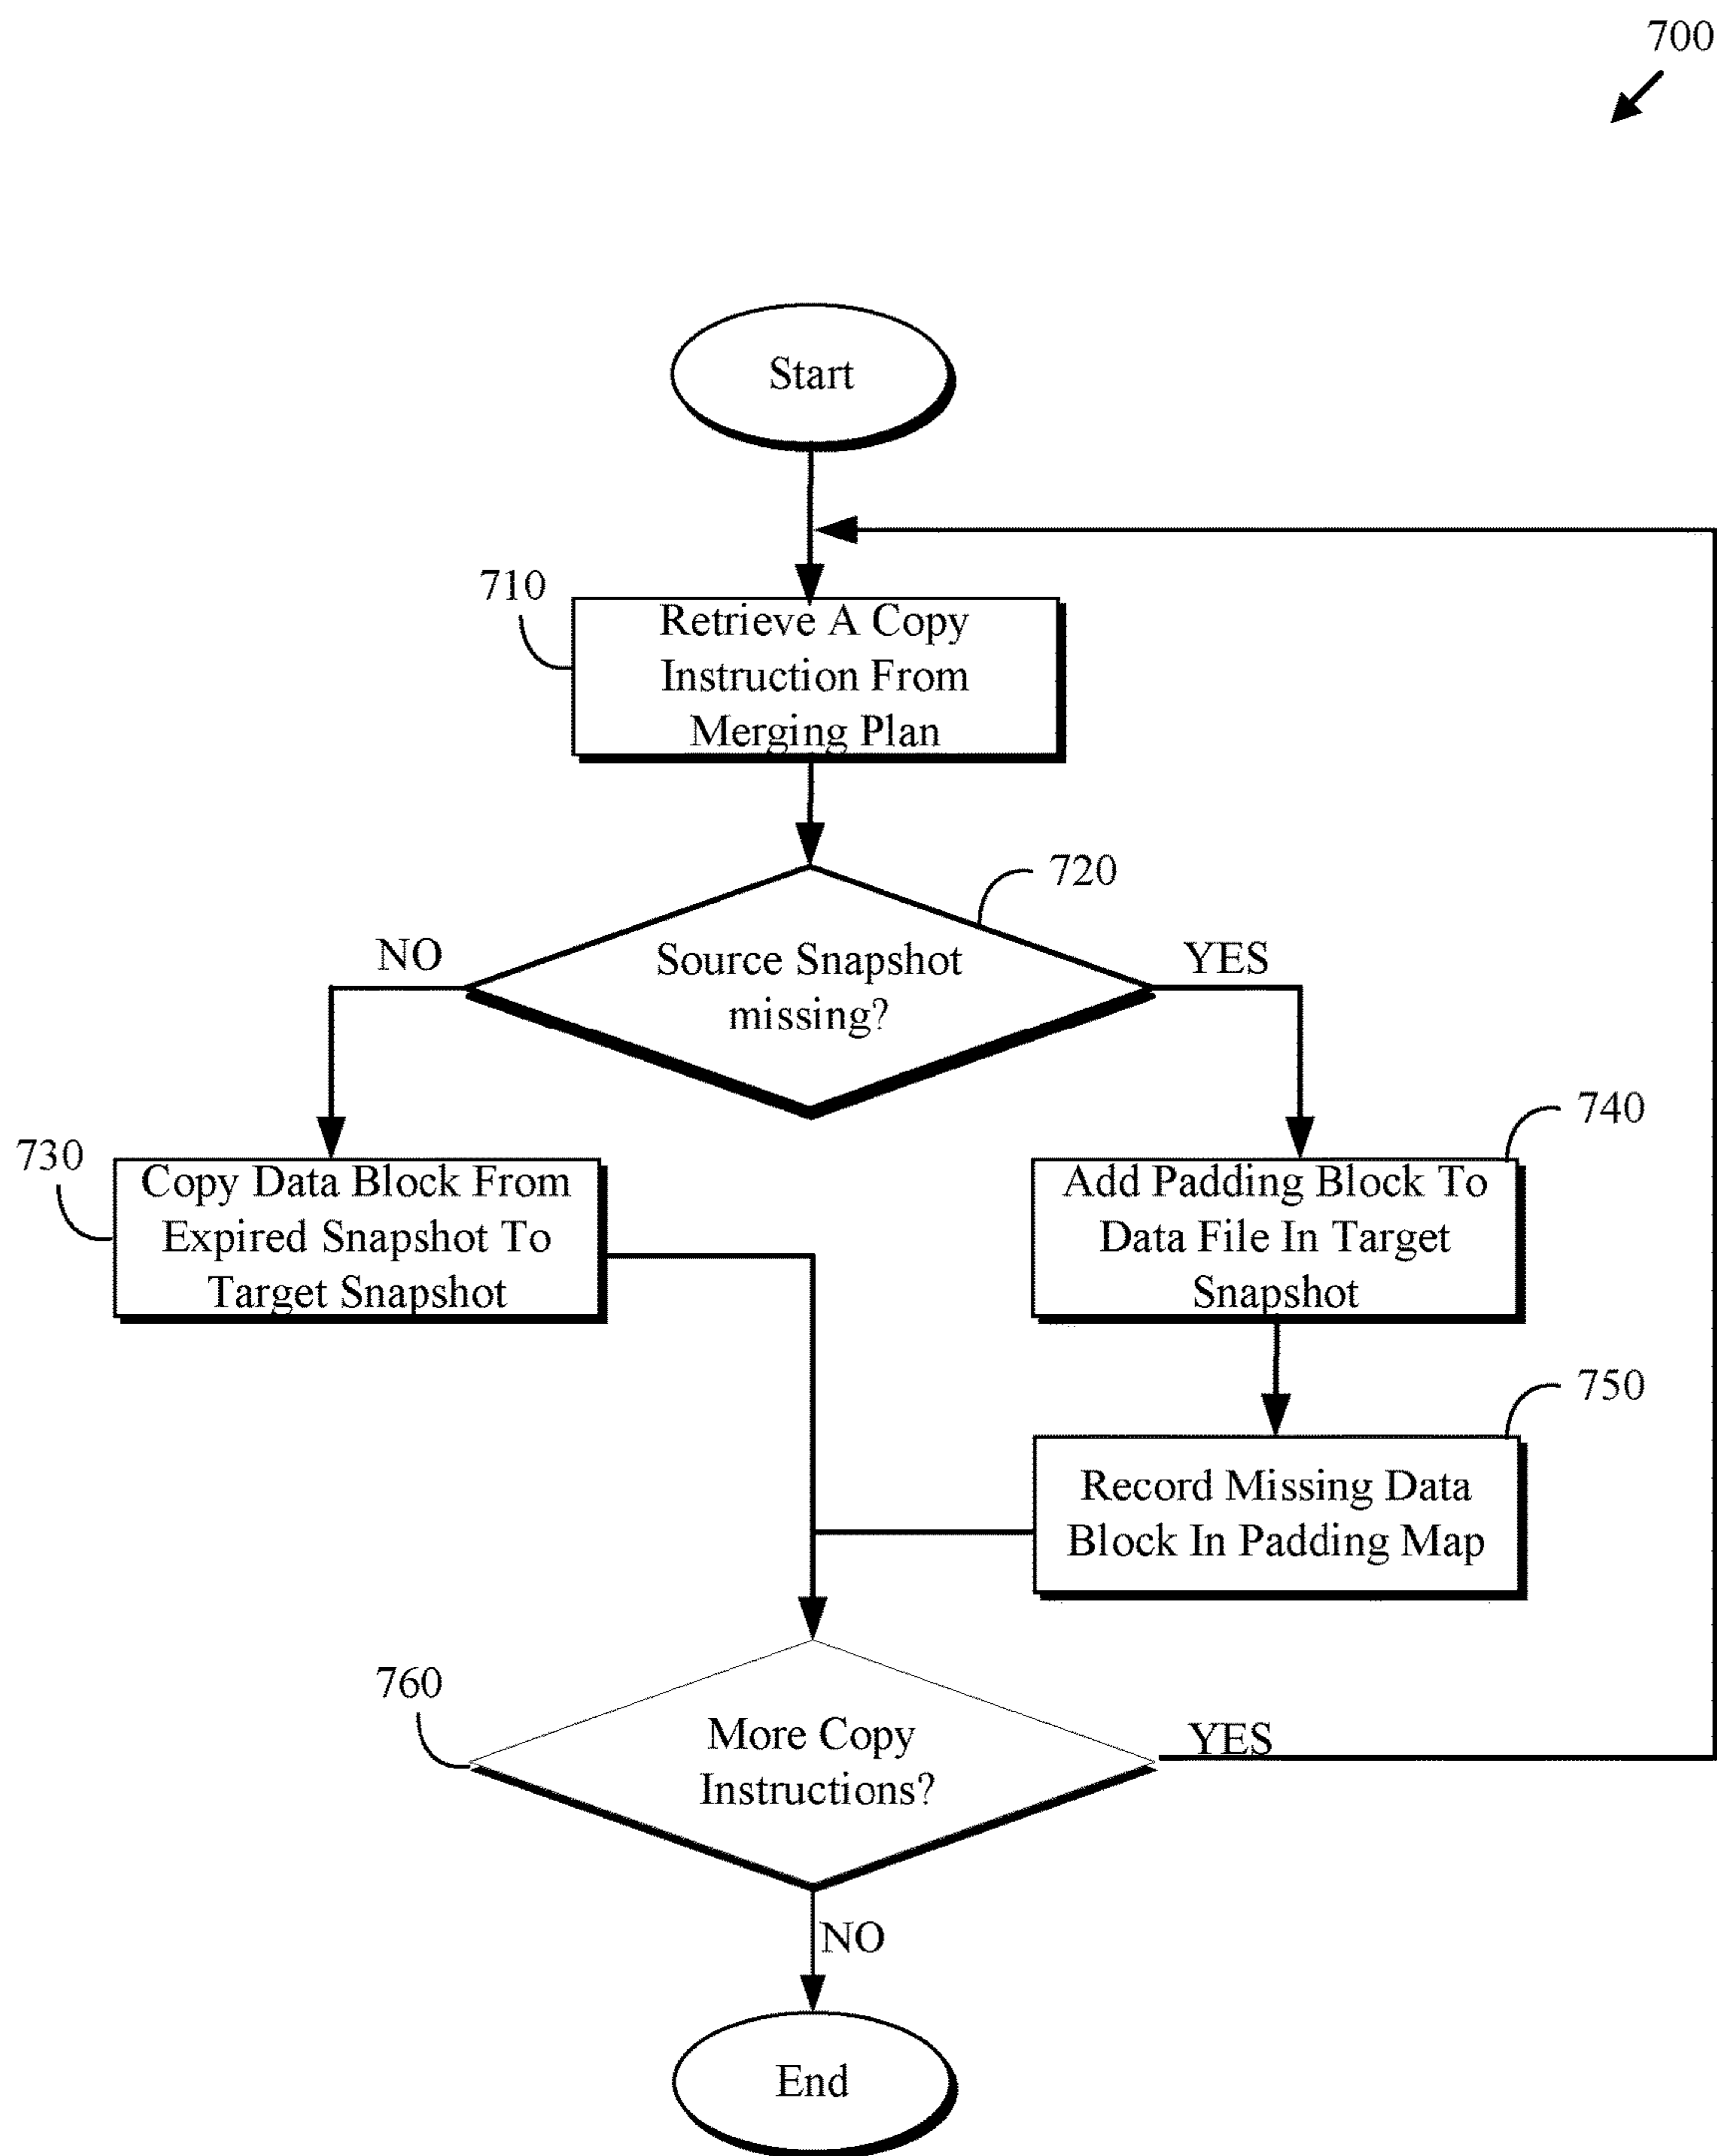 700
Start
710
Retrieve A Copy
Instruction From
Merging Plan
720
NO
Source Snapshot
missing?
YES
730
Copy Data Block From
Expired Snapshot To
Target Snapshot
740
Add Padding Block To
Data File In Target
Snapshot
750
Record Missing Data
Block In Padding Map
760
More Copy
Instructions?
YES
NO
End